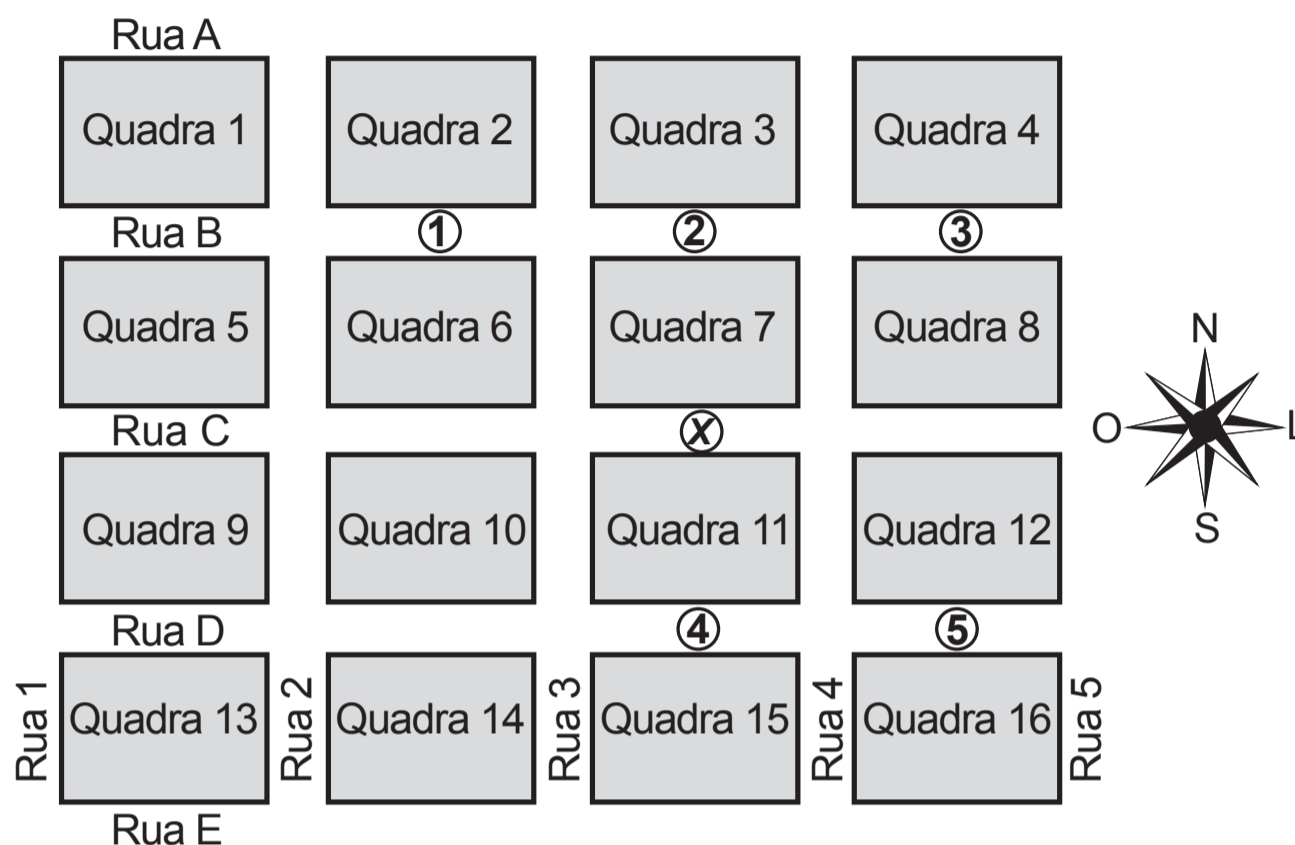 Rua A
Quadra 1 Quadra 2 Quadra 3 Quadra 4
Rua B 1 2 3
Quadra 5 Quadra 6 Quadra 7 Quadra 8
N
Rua C X O L
Quadra 9 Quadra 10 Quadra 11 Quadra 12
S
Rua D 4 5
Rua 1 Quadra 13 Rua 2 Quadra 14 Rua 3 Quadra 15 Rua 4 Quadra 16 Rua 5
Rua E